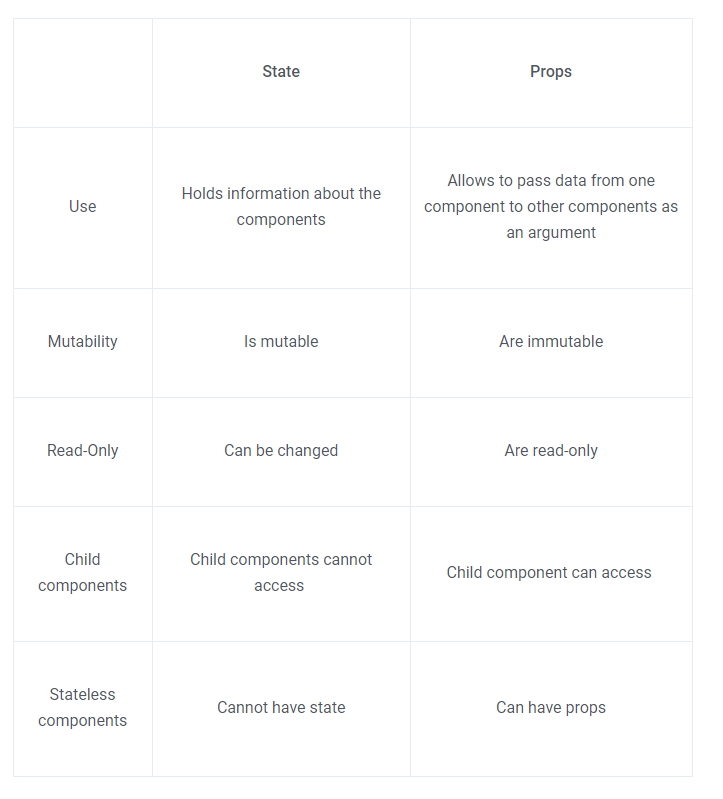 State
Props
Use
Holds information about the
components
Allows to pass data from one
component to other components as
an argument
Mutability
Is mutable
Are immutable
Read-Only
Can be changed
Are read-only
Child
components
Child components cannot
access
Child component can access
Stateless
components
Cannot have state
Can have props